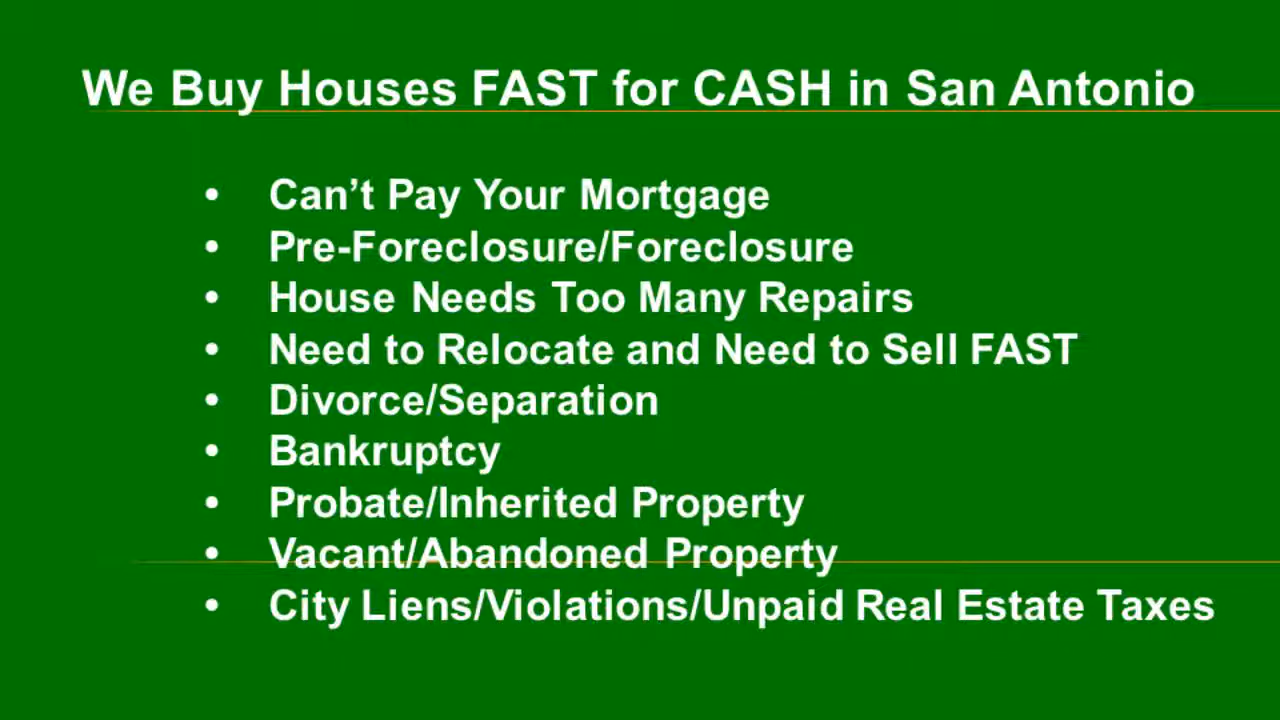 We Buy Houses FAST for CASH in San Antonio
• Can’t Pay Your Mortgage
• Pre-Foreclosure/Foreclosure
• House Needs Too Many Repairs
• Need to Relocate and Need to Sell FAST
• Divorce/Separation
• Bankruptcy
• Probate/Inherited Property
• Vacant/Abandoned Property
• City Liens/Violations/Unpaid Real Estate Taxes